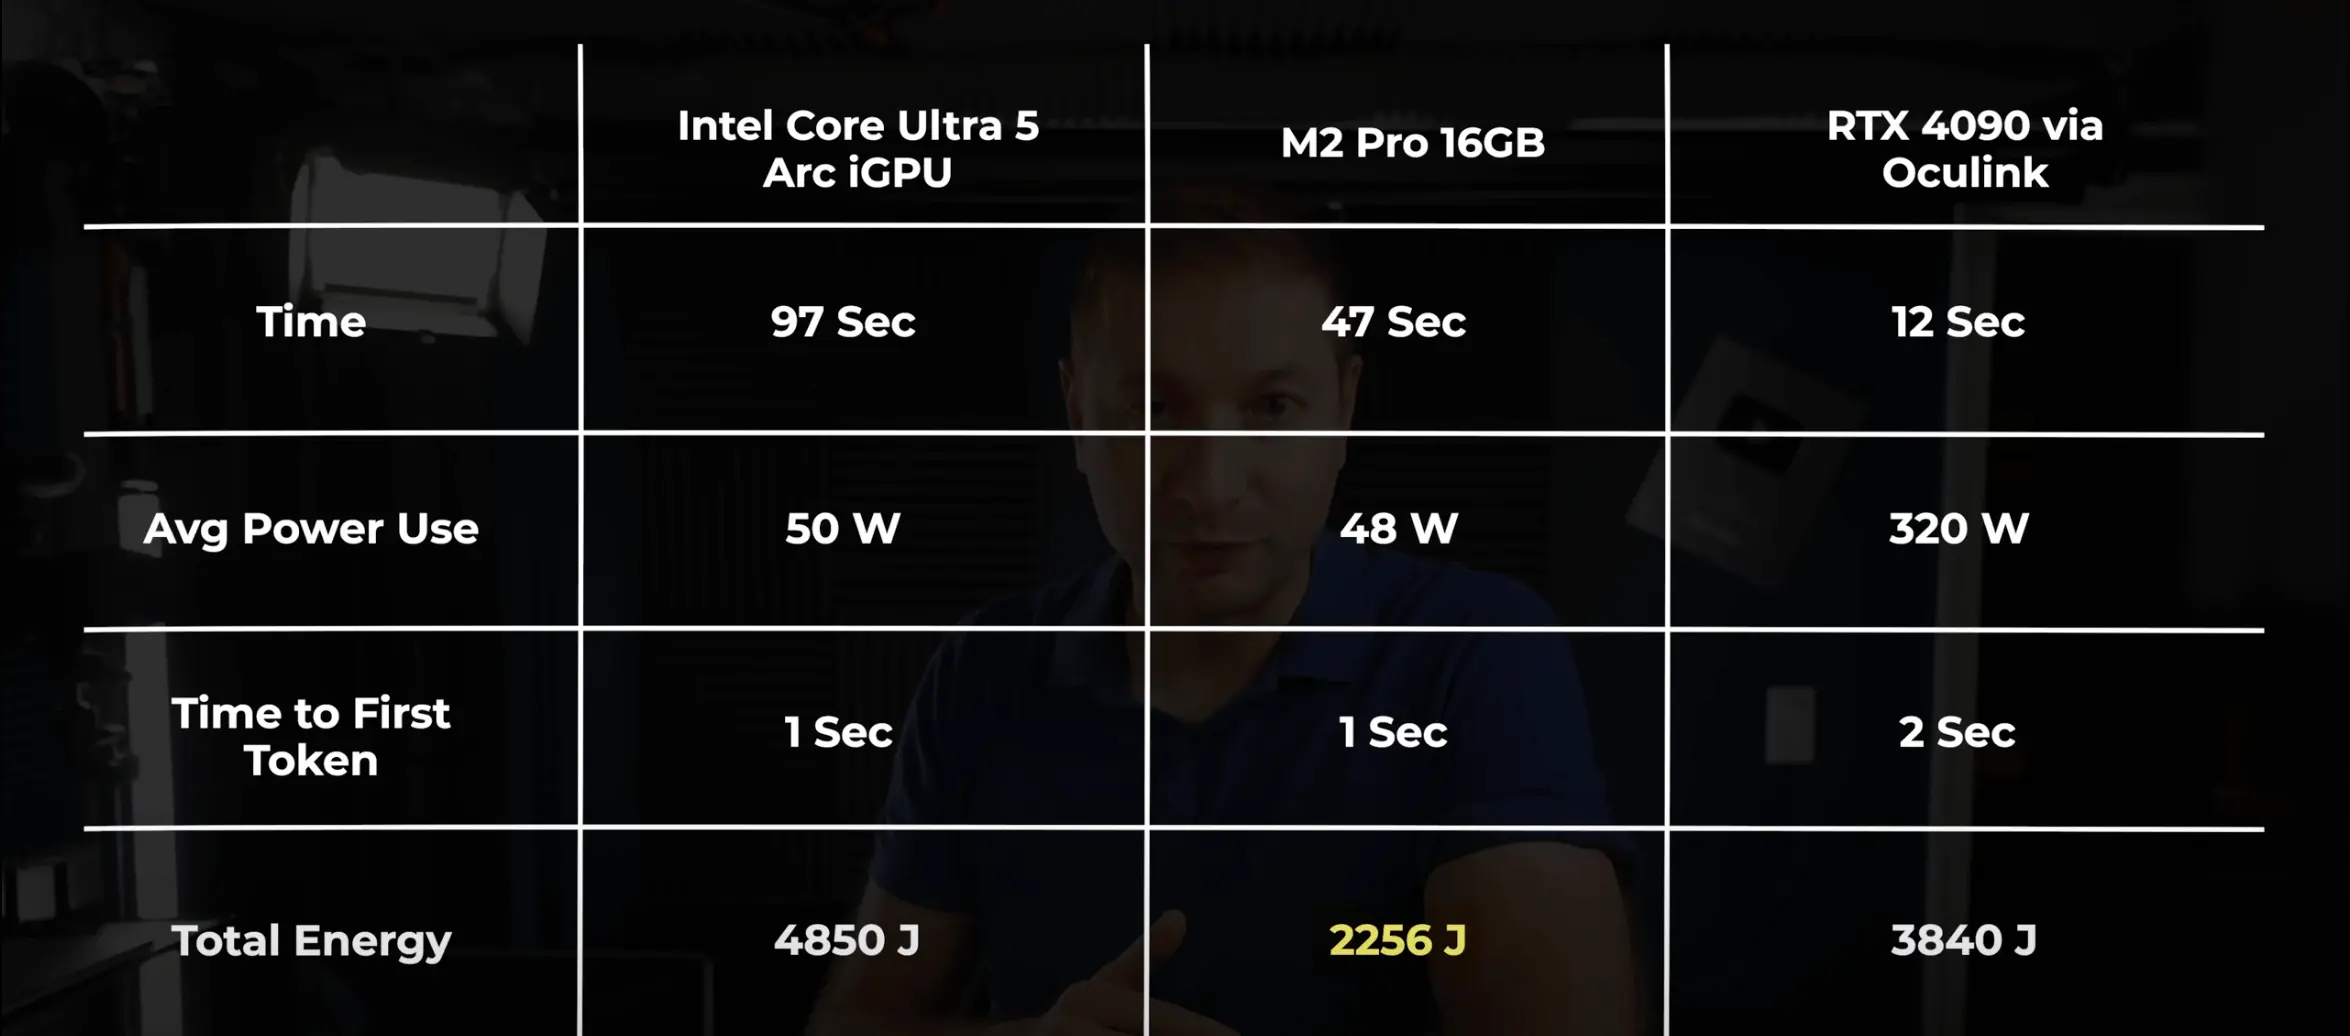 Intel Core Ultra 5
Arc iGPU
M2 Pro 16GB
RTX 4090 via
Oculink
Time
97 Sec
47 Sec
12 Sec
Avg Power Use
50 W
48 W
320 W
Time to First
Token
1 Sec
1 Sec
2 Sec
Total Energy
4850 J
2256 J
3840 J